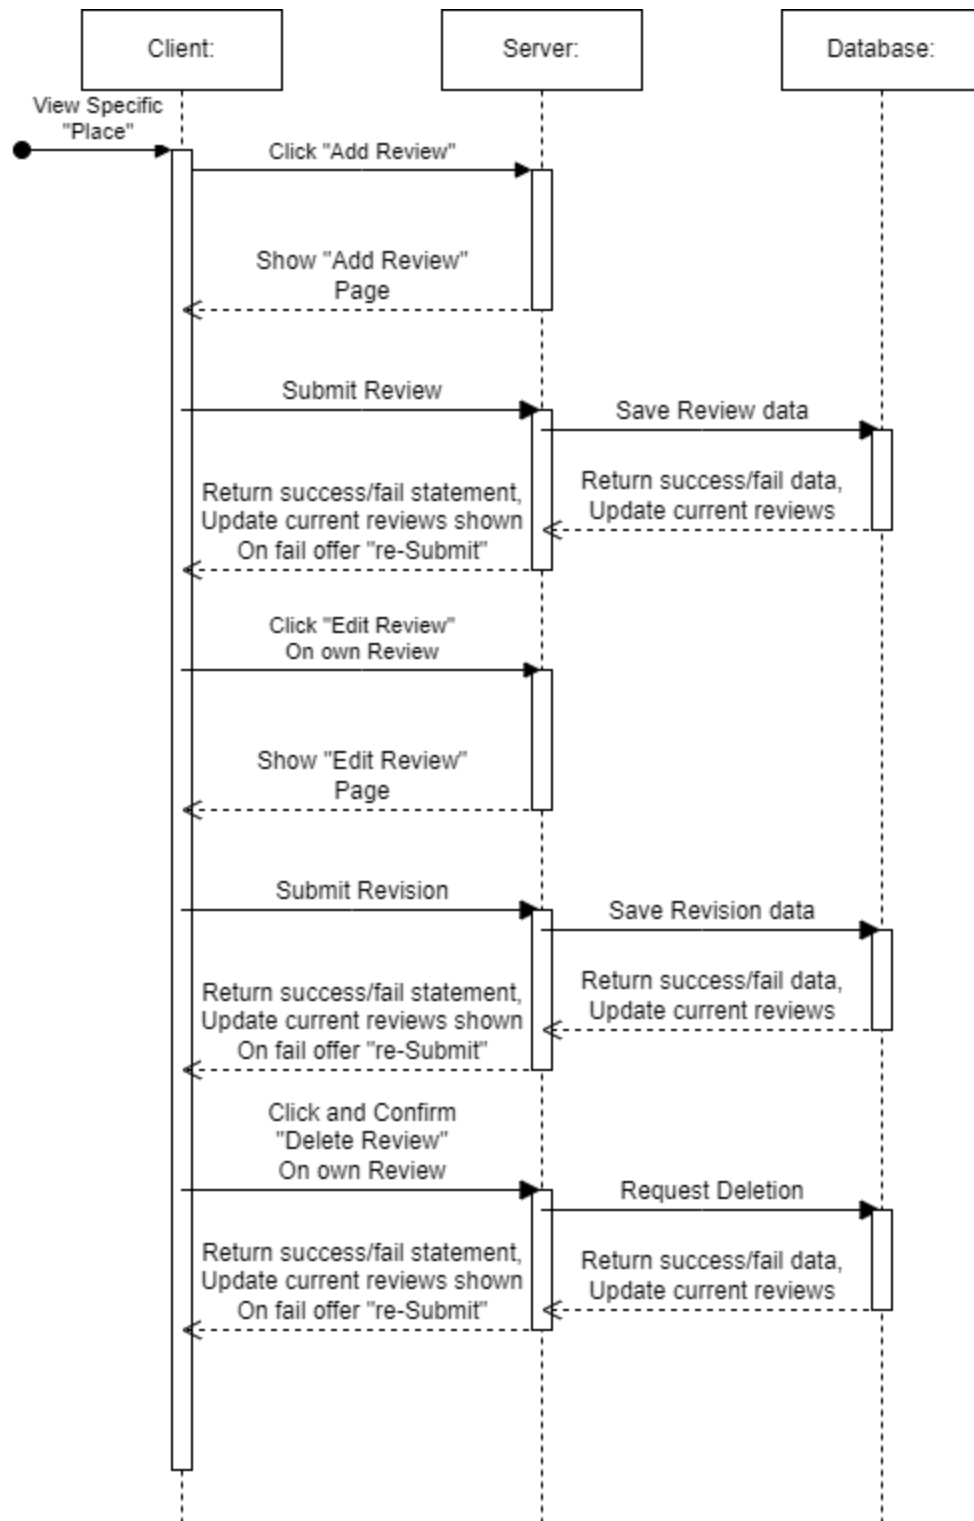 Client:
Server:
Database:
View Specific
"Place"
Click "Add Review"
Show "Add Review"
Page
Submit Review
Save Review data
Return success/fail data,
Update current reviews
Return success/fail statement,
Update current reviews shown
On fail offer "re-Submit"
Click "Edit Review"
On own Review
Show "Edit Review"
Page
Submit Revision
Save Revision data
Return success/fail data,
Update current reviews
Return success/fail statement,
Update current reviews shown
On fail offer "re-Submit"
Click and Confirm
"Delete Review"
On own Review
Request Deletion
Return success/fail data,
Update current reviews
Return success/fail statement,
Update current reviews shown
On fail offer "re-Submit"